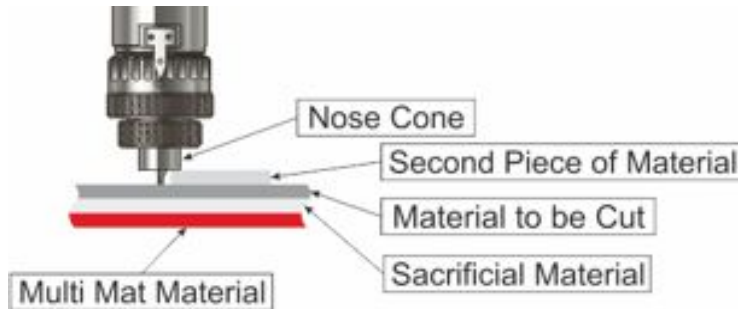 Nose Cone
Second Piece of Material
Material to be Cut
Sacrificial Material
Multi Mat Material